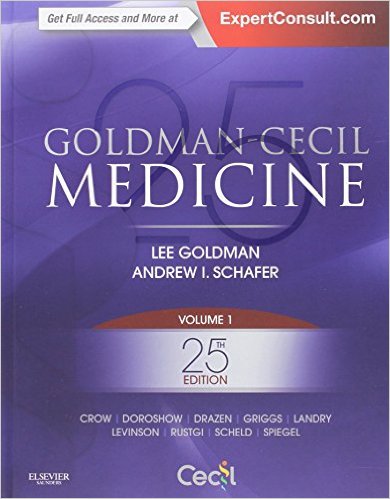 Get Full Access and More at
ExpertConsult.com
25
GOLDMAN-CECIL
MEDICINE
LEE GOLDMAN
ANDREW I. SCHAFER
VOLUME 1
25TH
EDITION
CROW | DOROSHOW | DRAZEN | GRIGGS | LANDRY
LEVINSON | RUSTGI | SCHELD | SPIEGEL
ELSEVIER
SAUNDERS
Cecil